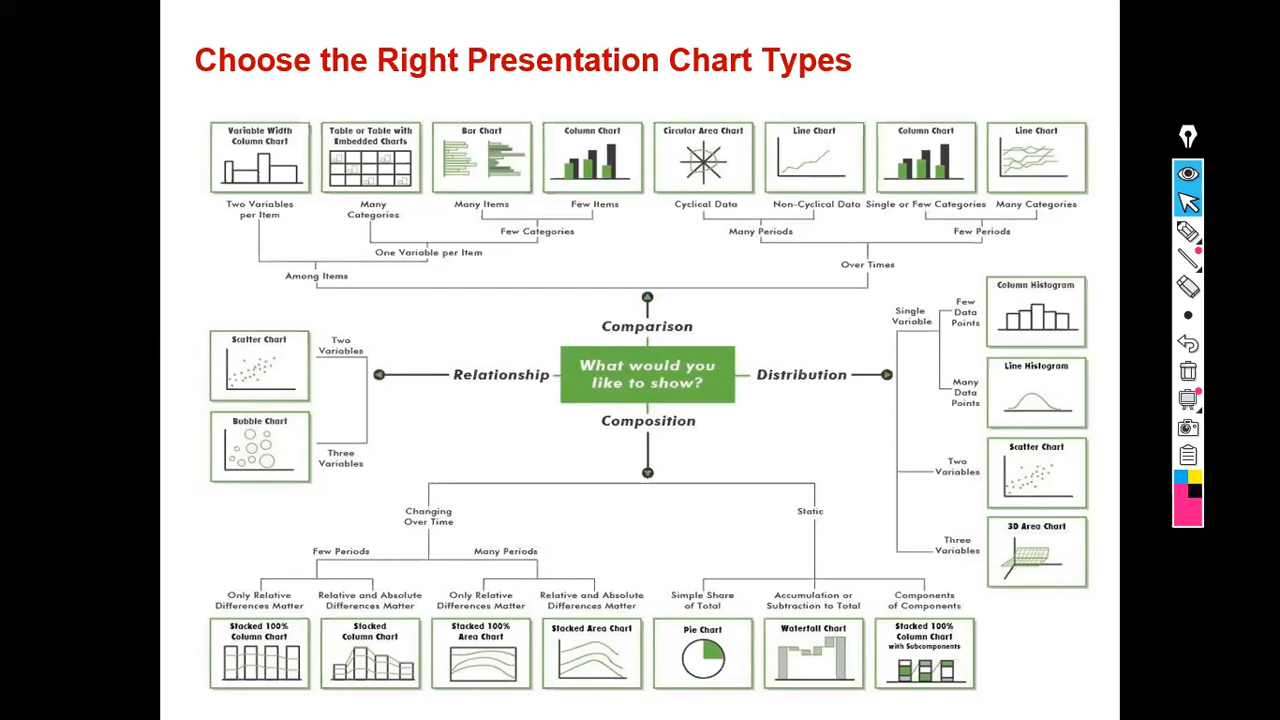 Choose the Right Presentation Chart Types
Variable Width
Column Chart
Table or Table with
Embedded Charts
Bar Chart
Column Chart
Circular Area Chart
Line Chart
Column Chart
Line Chart
Two Variables
per Item
Many
Categories
Many Items
Few Items
Cyclical Data
Non-Cyclical Data
Single or Few Categories
Many Categories
Few Categories
Many Periods
Few Periods
One Variable per Item
Over Times
Among Items
Comparison
What would you
like to show?
Relationship
Distribution
Composition
Scatter Chart
Two
Variables
Bubble Chart
Three
Variables
Single
Variable
Few
Data
Points
Column Histogram
Many
Data
Points
Line Histogram
Two
Variables
Scatter Chart
Three
Variables
3D Area Chart
Changing
Over Time
Static
Few Periods
Many Periods
Only Relative
Differences Matter
Relative and Absolute
Differences Matter
Only Relative
Differences Matter
Relative and Absolute
Differences Matter
Simple Share
of Total
Accumulation or
Subtraction to Total
Components
of Components
Stacked 100%
Column Chart
Stacked
Column Chart
Stacked 100%
Area Chart
Stacked Area Chart
Pie Chart
Waterfall Chart
Stacked 100%
Column Chart
with Subcomponents